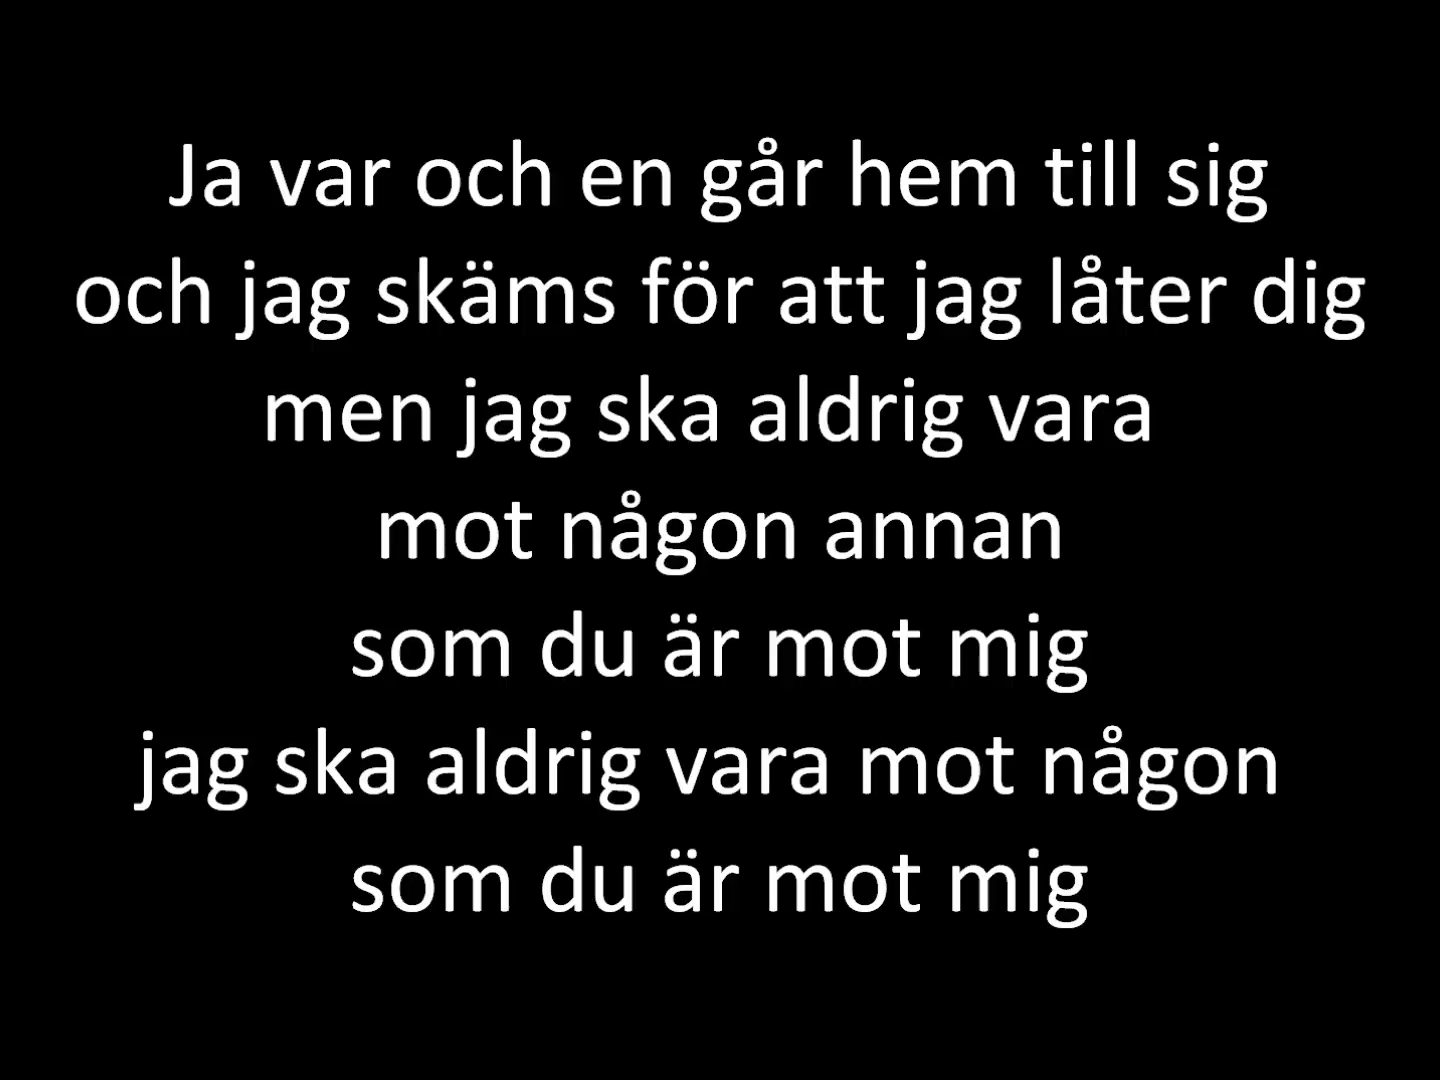 Ja var och en går hem till sig
och jag skäms för att jag låter dig
men jag ska aldrig vara
mot någon annan
som du är mot mig
jag ska aldrig vara mot någon
som du är mot mig